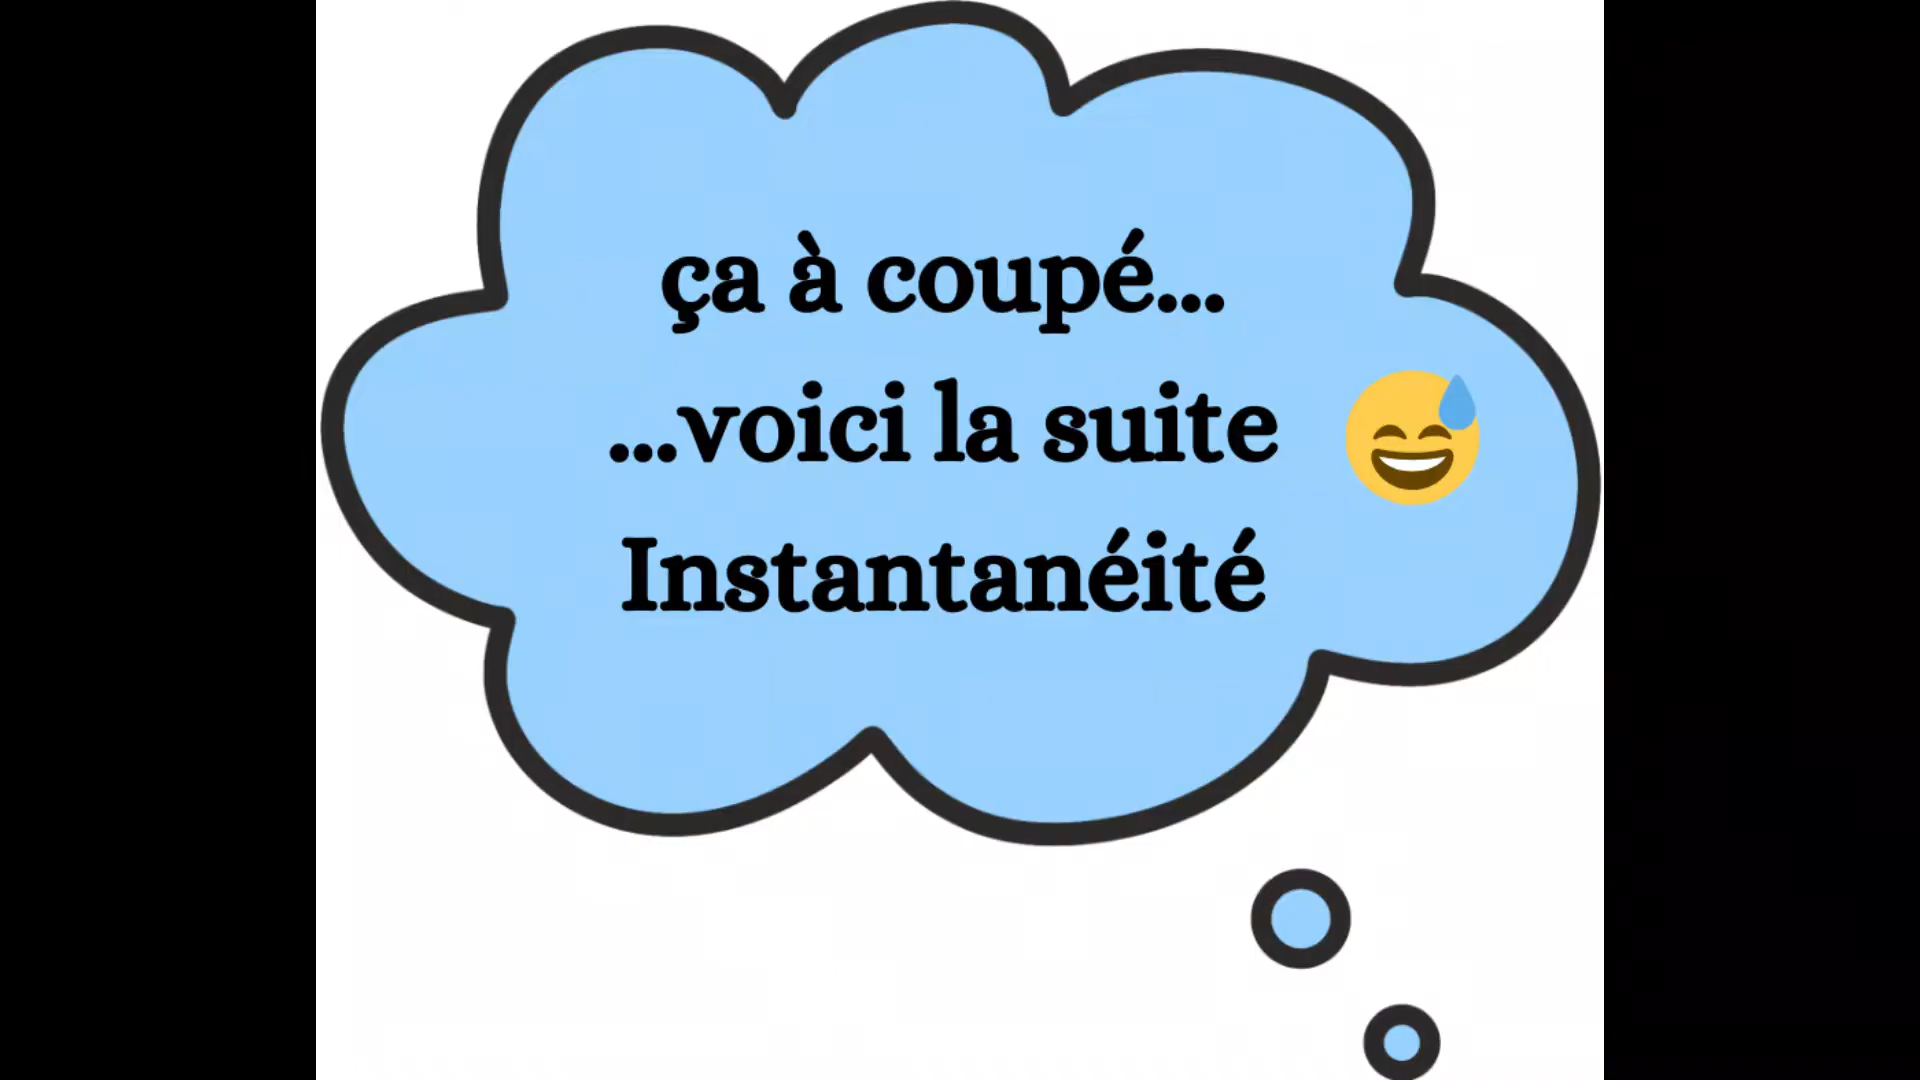 ça à coupé...
...voici la suite 😅
Instantanéité